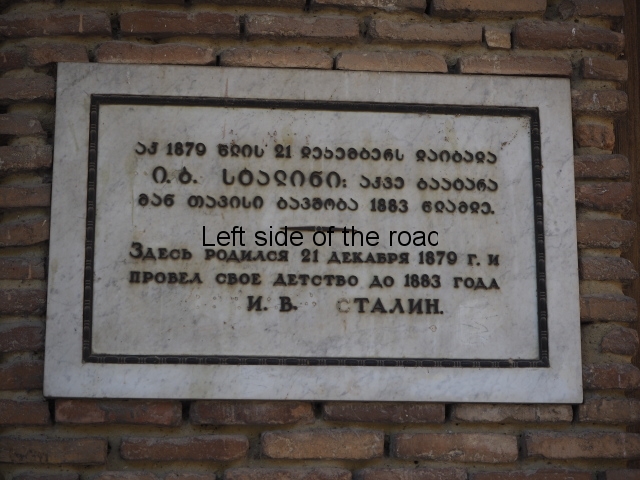 აქ 1879 წლის 21 დეკემბერს დაიბადა
ი. ბ. სტალინი: აქვე გაატარა
მან თავისი ბავშობა 1883 წლამდე.
Left side of the roac
Здесь родился 21 декабря 1879 г. и
провел свое детство до 1883 года
И. В. Сталин.